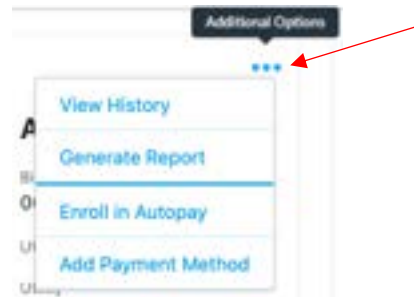 Additional Options
View History
Generate Report
Enroll in Autopay
Add Payment Method